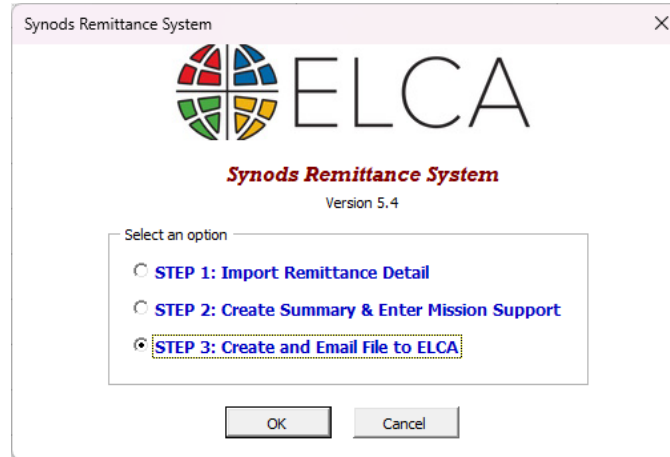 Synods Remittance System
ELCA
Synods Remittance System
Version 5.4
Select an option
STEP 1: Import Remittance Detail
STEP 2: Create Summary & Enter Mission Support
STEP 3: Create and Email File to ELCA
OK
Cancel